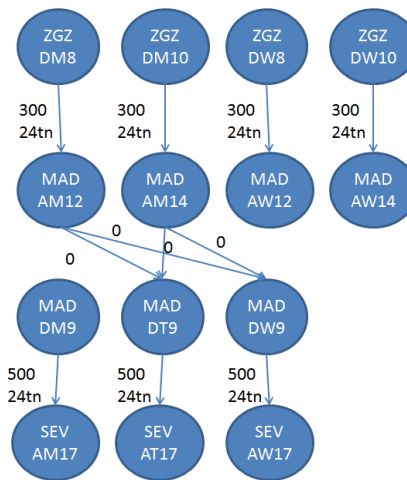 ZGZ
DM8
ZGZ
DM10
ZGZ
DW8
ZGZ
DW10
300
24tn
300
24tn
300
24tn
300
24tn
MAD
AM12
MAD
AM14
MAD
AW12
MAD
AW14
0
0
0
0
MAD
DM9
MAD
DT9
MAD
DW9
500
24tn
500
24tn
500
24tn
SEV
AM17
SEV
AT17
SEV
AW17